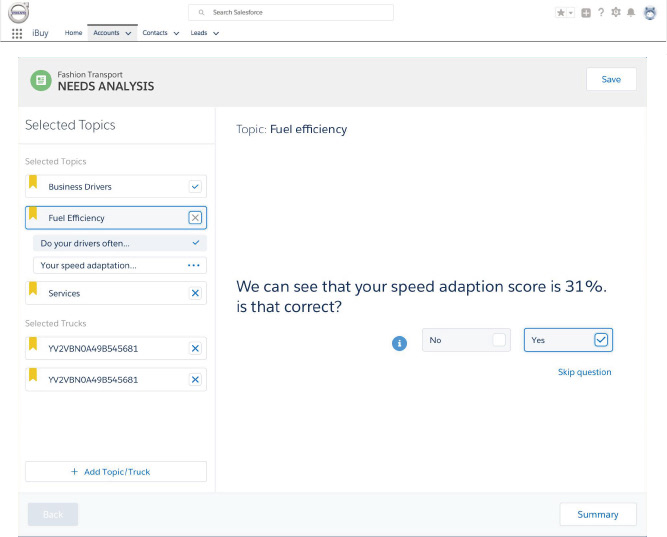 VOLVO
Search Salesforce
iBuy
Home
Accounts
Contacts
Leads
Fashion Transport
NEEDS ANALYSIS
Save
Selected Topics
Topic: Fuel efficiency
Selected Topics
Business Drivers
Fuel Efficiency
Do your drivers often...
Your speed adaptation...
Services
We can see that your speed adaption score is 31%.
is that correct?
No
Yes
Skip question
Selected Trucks
YV2VBN0A49B545681
YV2VBN0A49B545681
+ Add Topic/Truck
Back
Summary